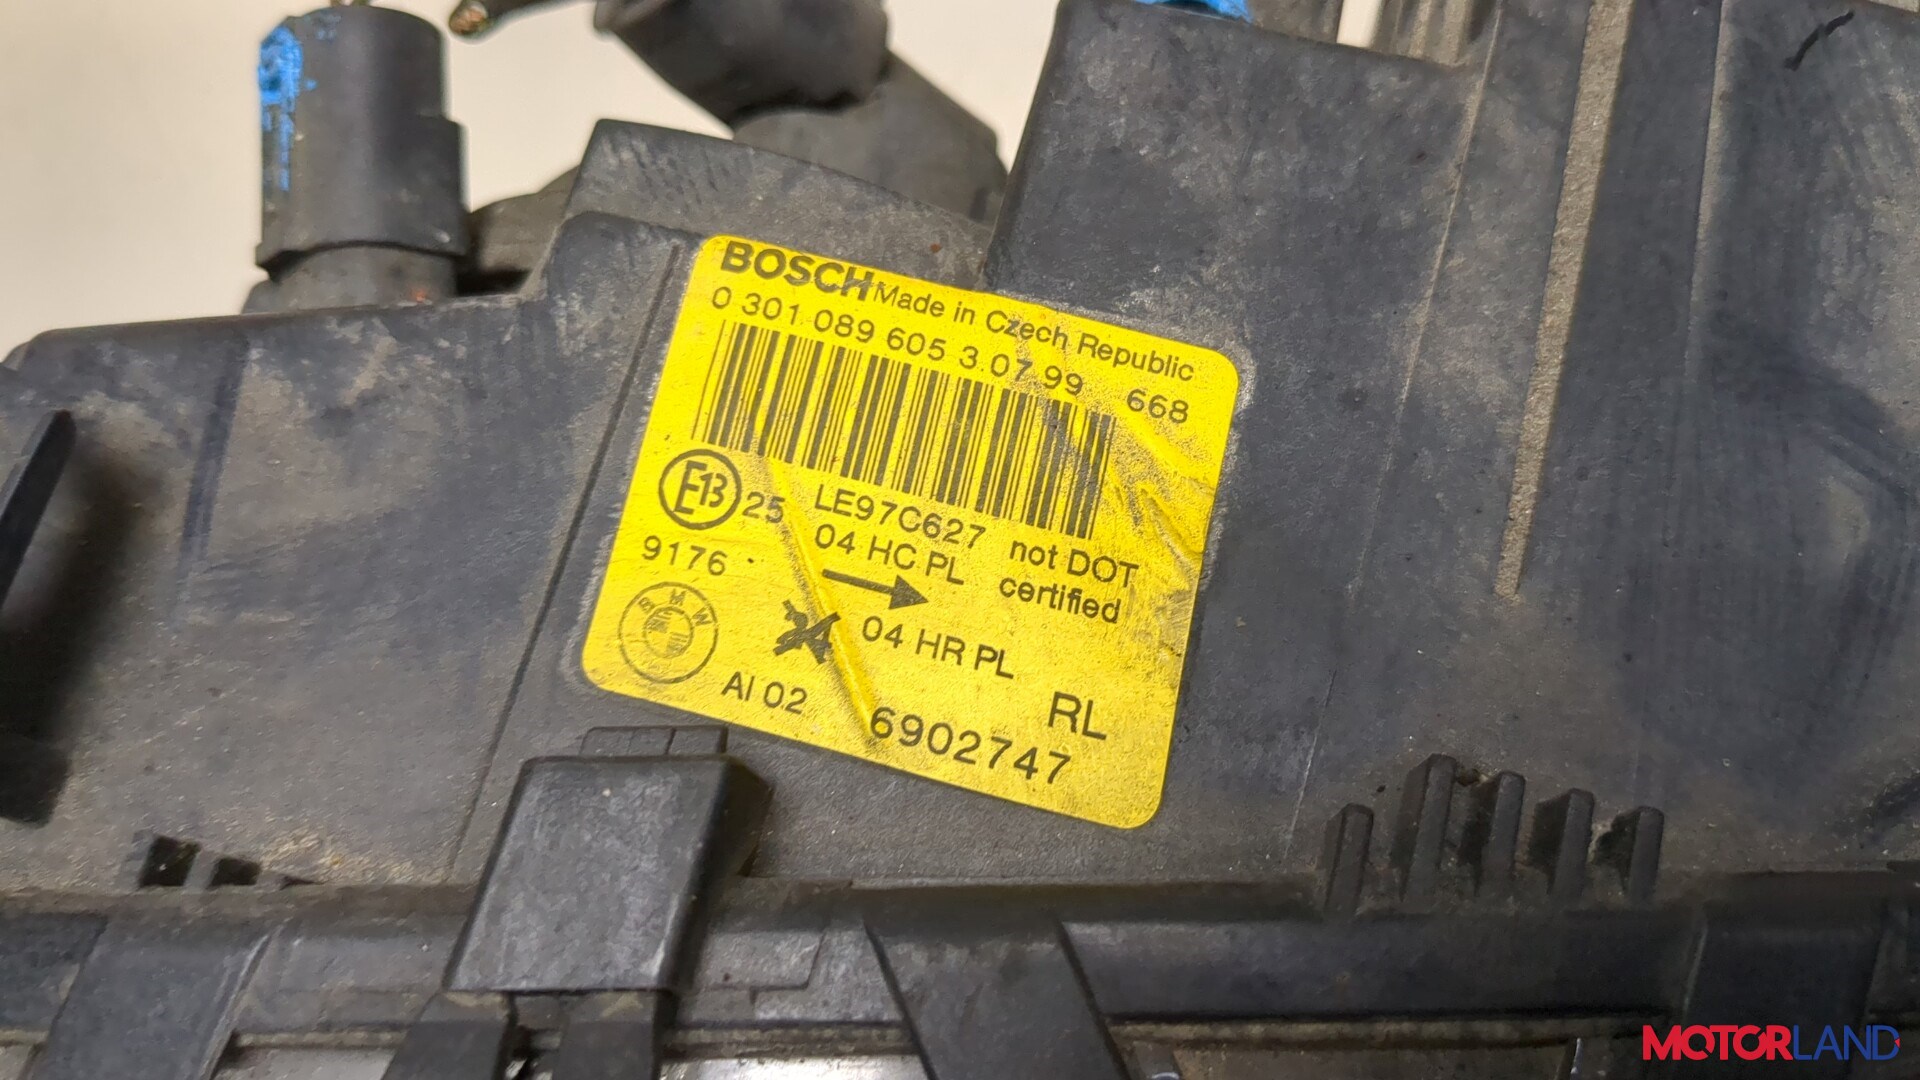 BOSCH Made in Czech Republic
0 301 089 605 3.07.99 668
E13 25 LE97C627 not DOT
9176 04 HC PL certified
BMW 04 HR PL
AI 02 6902747 RL
MOTORLAND